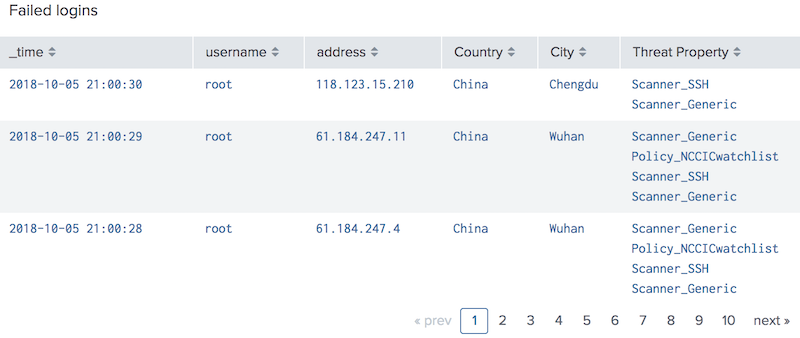 Failed logins
_time username address Country City Threat Property
2018-10-05 21:00:30 root 118.123.15.210 China Chengdu Scanner_SSH
Scanner_Generic
2018-10-05 21:00:29 root 61.184.247.11 China Wuhan Scanner_Generic
Policy_NCCICwatchlist
Scanner_SSH
Scanner_Generic
2018-10-05 21:00:28 root 61.184.247.4 China Wuhan Scanner_Generic
Policy_NCCICwatchlist
Scanner_SSH
Scanner_Generic
« prev 1 2 3 4 5 6 7 8 9 10 next »